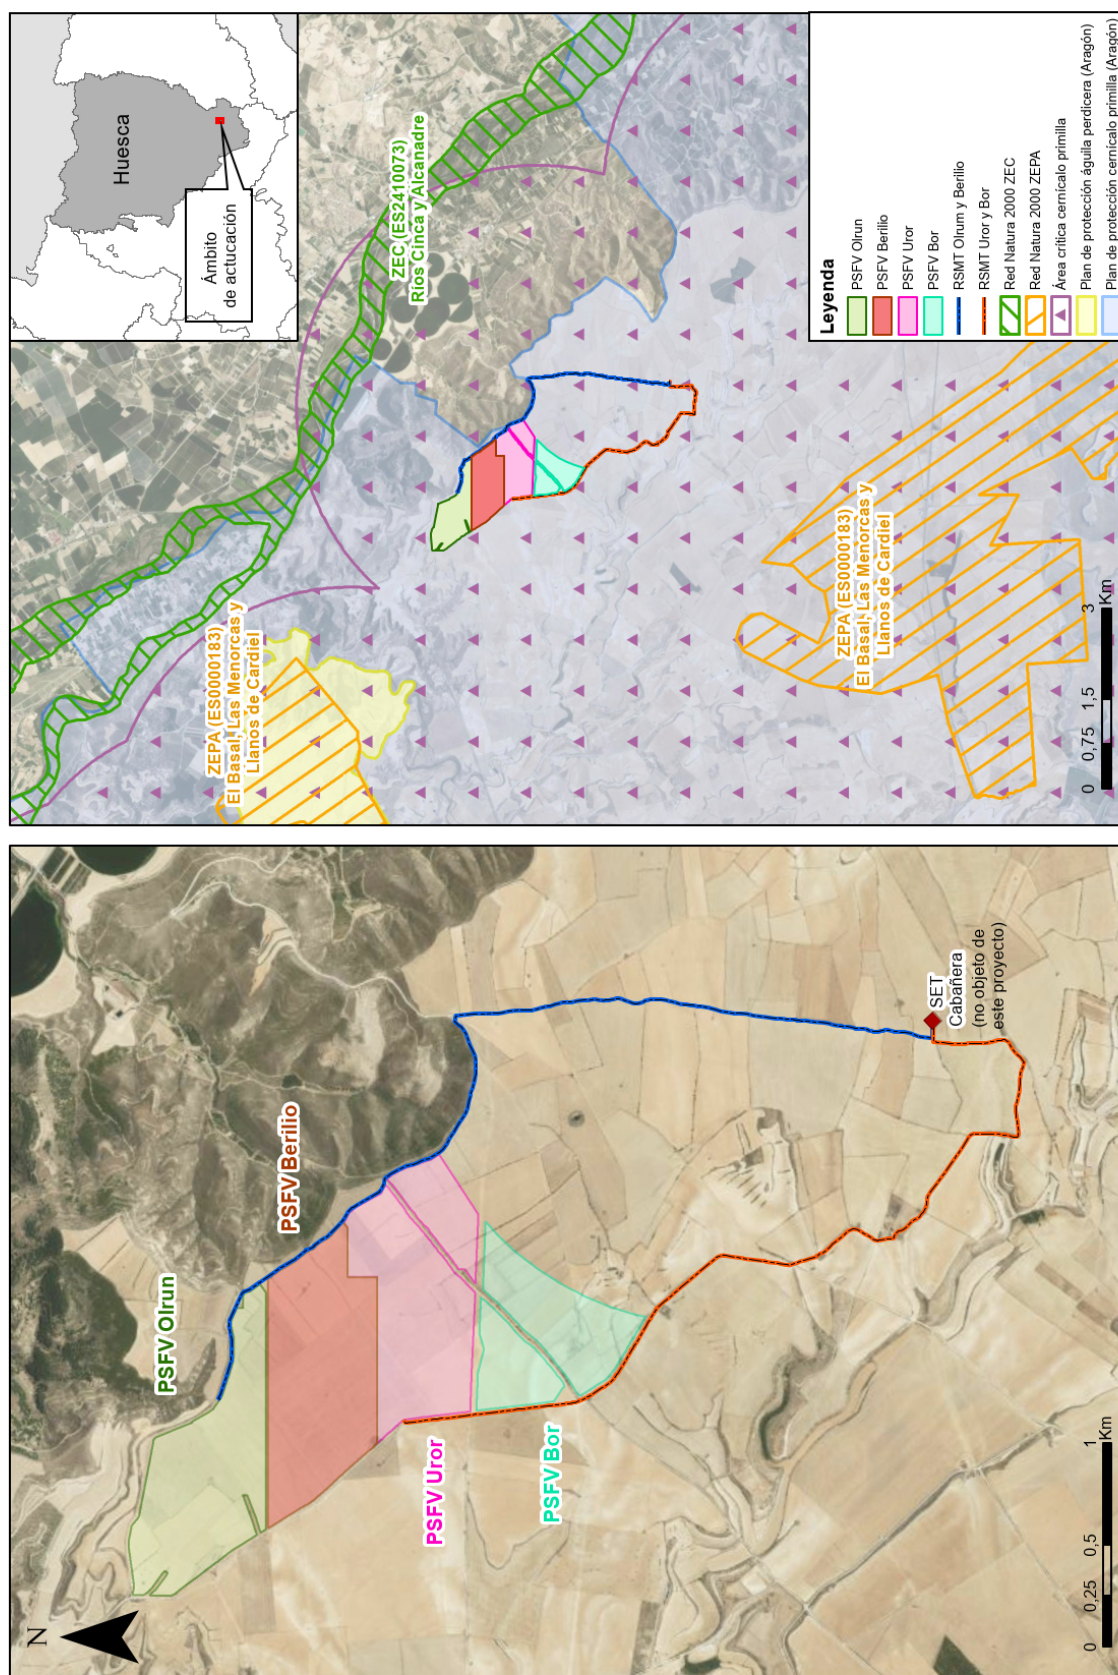 N
PSFV Olrun
PSFV Berilio
PSFV Uror
PSFV Bor
SET
Cabañera
(no objeto de
este proyecto)
0 0,25 0,5 1
Km
Huesca
Ámbito
de actucación
ZEC (ES2410073)
Ríos Cinca y Alcanadre
ZEPA (ES0000183)
El Basal, Las Menorcas y
Llanos de Cardiel
ZEPA (ES0000183)
El Basal, Las Menorcas y
Llanos de Cardiel
0 0,75 1,5 3
Km
Leyenda
PSFV Olrun
PSFV Berilio
PSFV Uror
PSFV Bor
RSMT Olrum y Berilio
RSMT Uror y Bor
Red Natura 2000 ZEC
Red Natura 2000 ZEPA
Área crítica cernícalo primilla
Plan de protección águila perdicera (Aragón)
Plan de protección cernícalo primilla (Aragón)